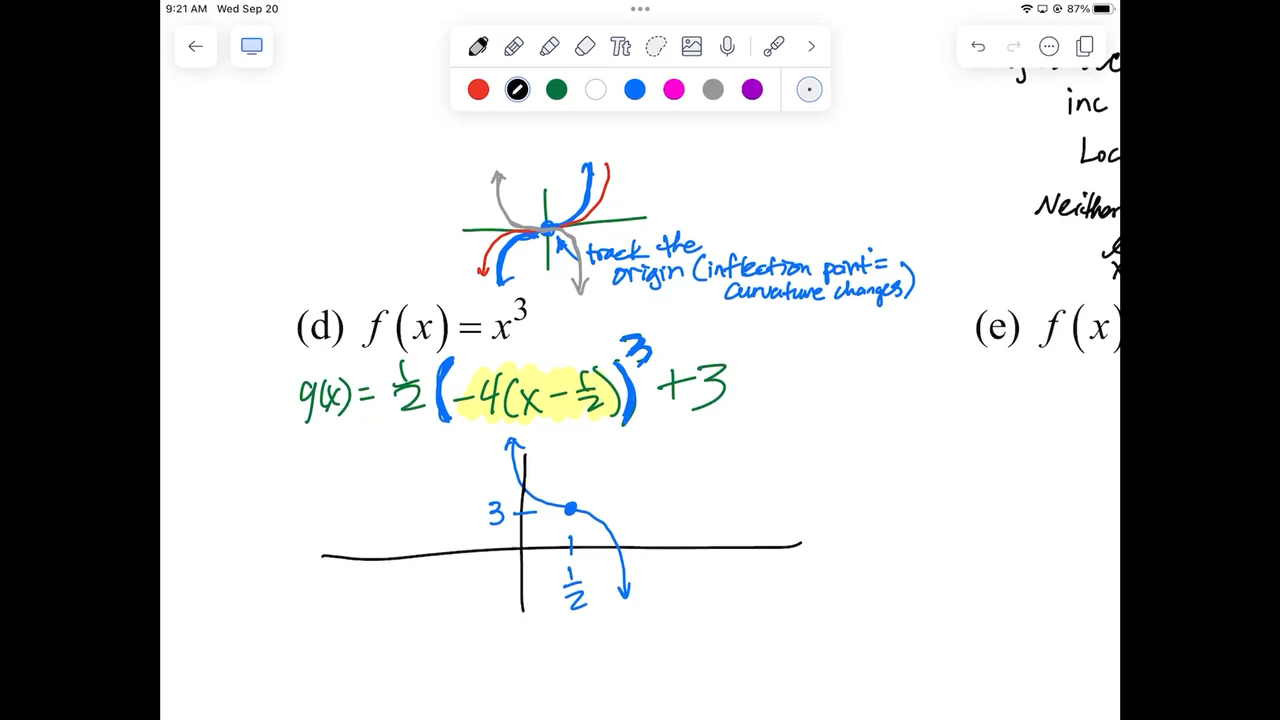 9:21 AM Wed Sep 20
87%
Tt
inc
Loc
Neither
track the
origin (inflection point =
curvature changes)
(d) f(x) = x³
(e) f(x)
g(x) = 1/2 (-4(x - 1/2))³ + 3
3
1/2